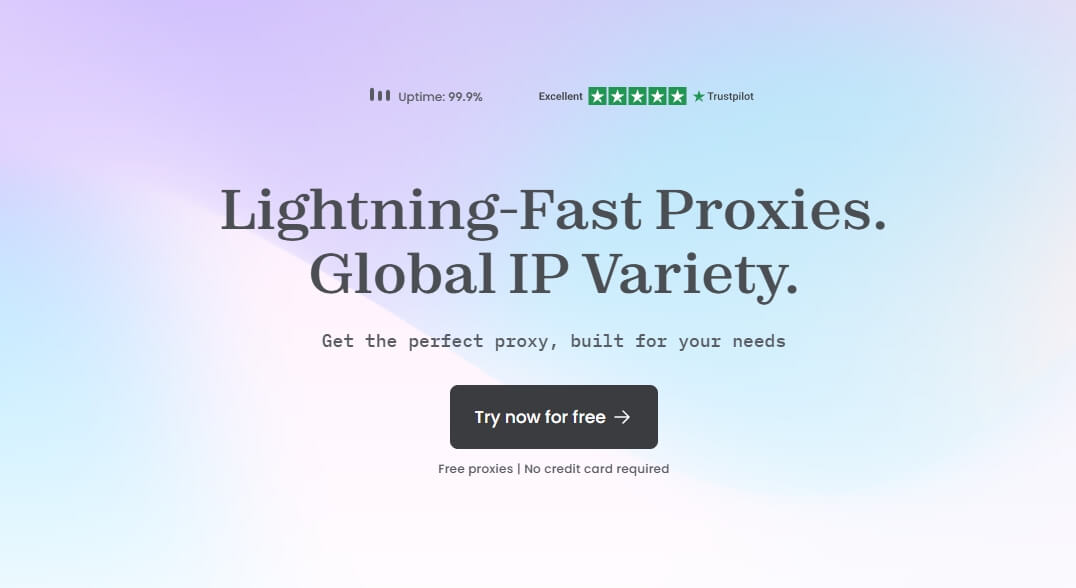 Uptime: 99.9%
Excellent Trustpilot
Lightning-Fast Proxies.
Global IP Variety.
Get the perfect proxy, built for your needs
Try now for free →
Free proxies | No credit card required